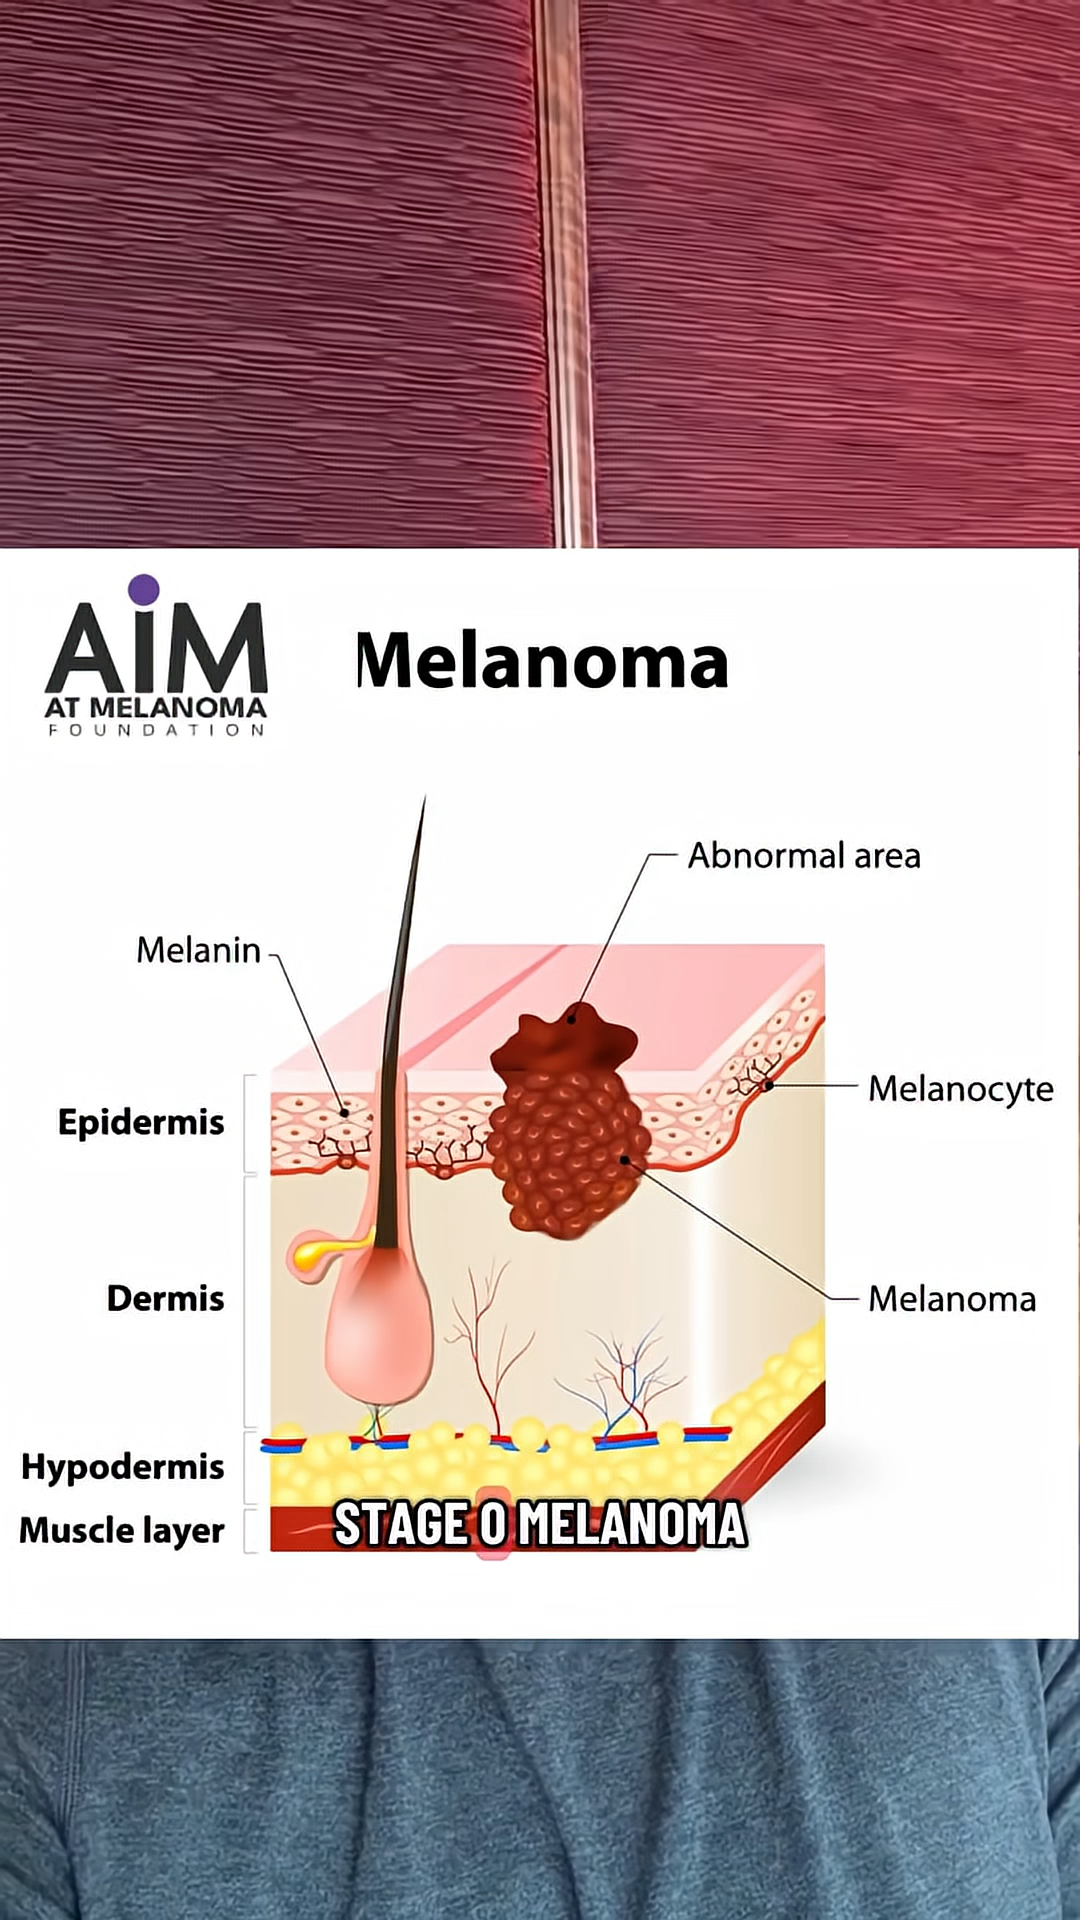 AiM
AT MELANOMA
FOUNDATION
Melanoma
Abnormal area
Melanin
Melanocyte
Epidermis
Dermis
Melanoma
Hypodermis
Muscle layer
STAGE 0 MELANOMA